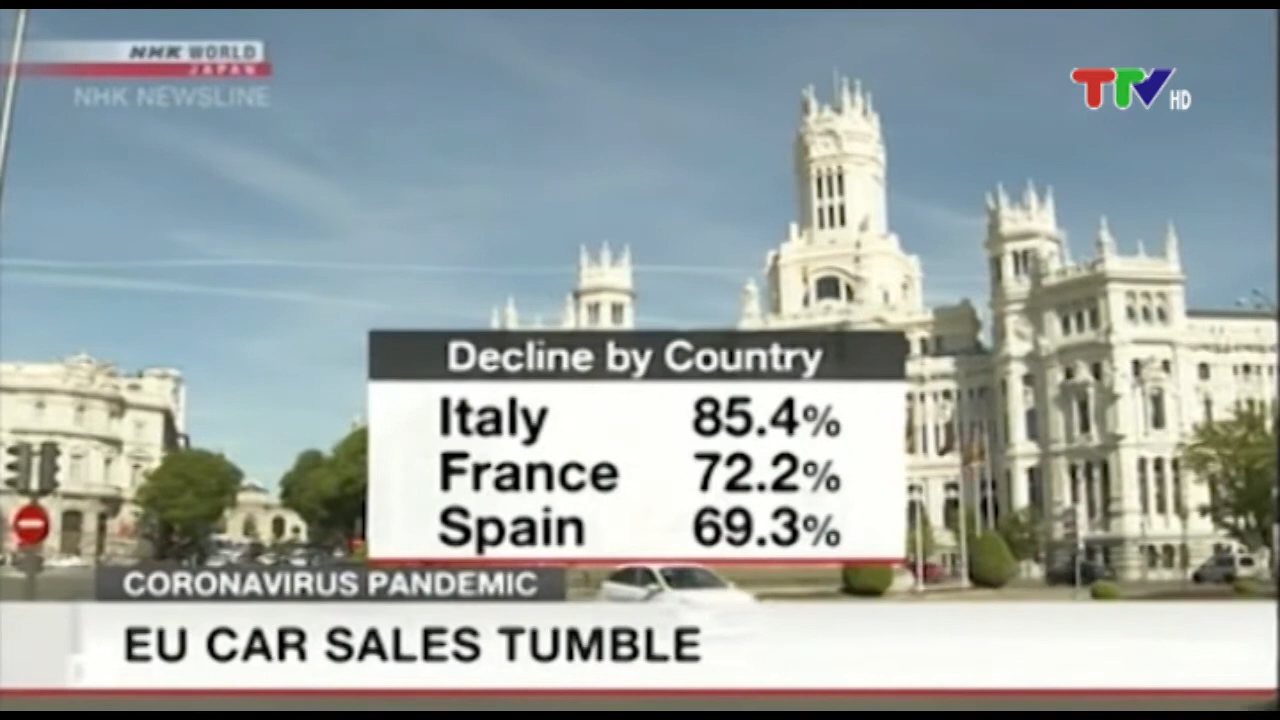 NHK WORLD
JAPAN
NHK NEWSLINE
TTV HD
Decline by Country
Italy 85.4%
France 72.2%
Spain 69.3%
CORONAVIRUS PANDEMIC
EU CAR SALES TUMBLE